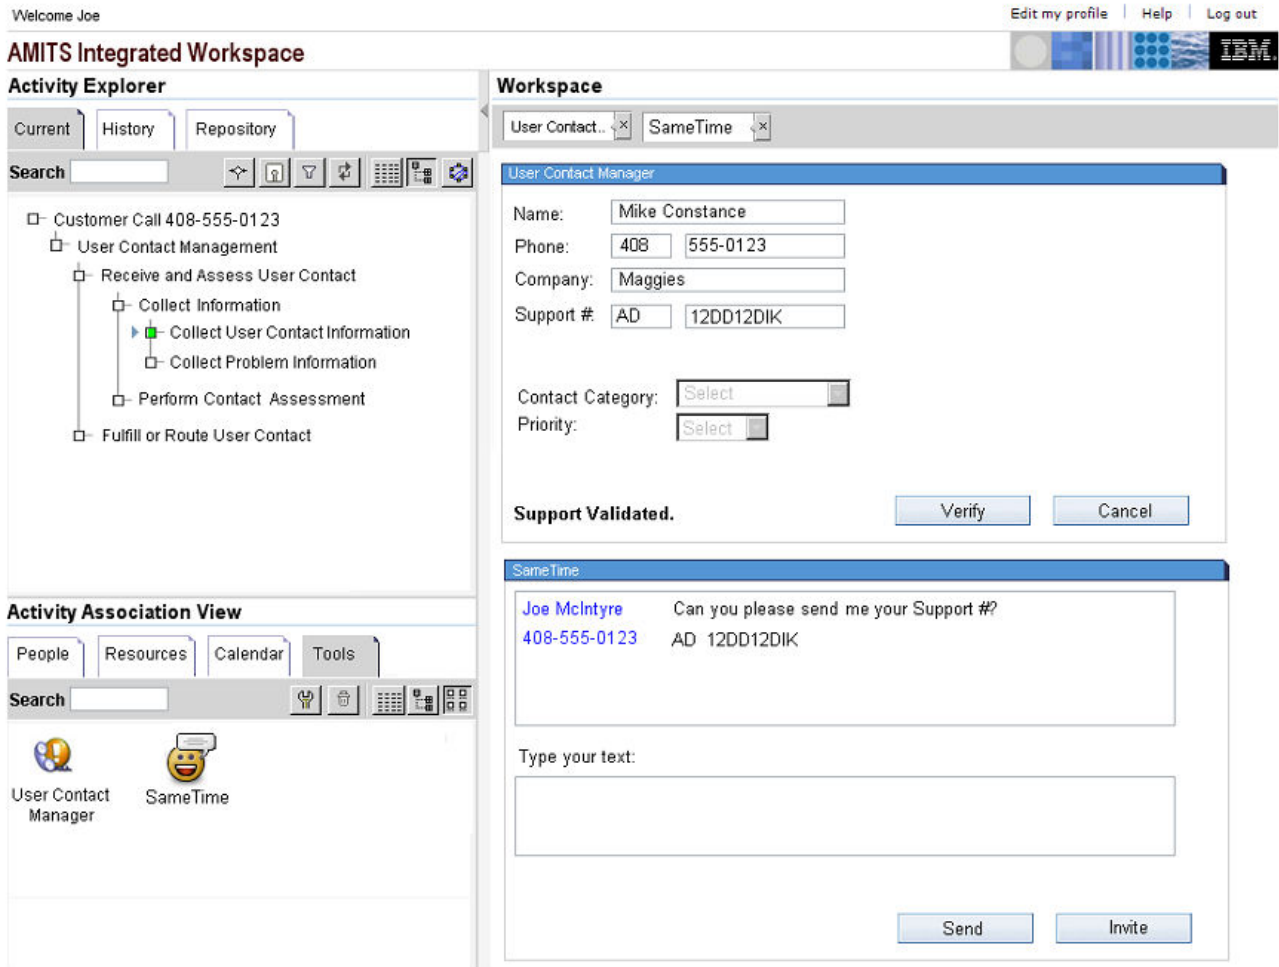 Welcome Joe
Edit my profile | Help | Log out
AMITS Integrated Workspace
IBM.
Activity Explorer
Current
History
Repository
Search
Customer Call 408-555-0123
User Contact Management
Receive and Assess User Contact
Collect Information
Collect User Contact Information
Collect Problem Information
Perform Contact Assessment
Fulfill or Route User Contact
Activity Association View
People
Resources
Calendar
Tools
Search
User Contact
Manager
SameTime
Workspace
User Contact.. x
SameTime x
User Contact Manager
Name: Mike Constance
Phone: 408 555-0123
Company: Maggies
Support #: AD 12DD12DIK
Contact Category: Select
Priority: Select
Support Validated.
Verify
Cancel
SameTime
Joe McIntyre Can you please send me your Support #?
408-555-0123 AD 12DD12DIK
Type your text:
Send
Invite